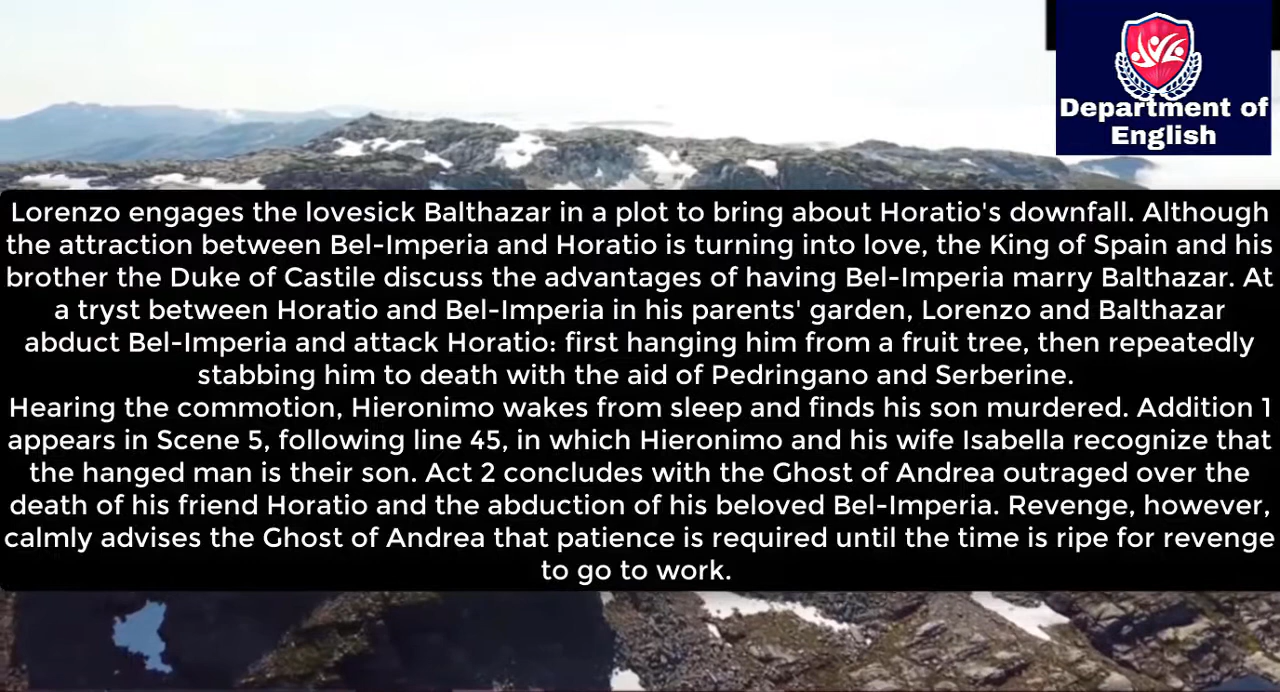 Department of
English
Lorenzo engages the lovesick Balthazar in a plot to bring about Horatio's downfall. Although
the attraction between Bel-Imperia and Horatio is turning into love, the King of Spain and his
brother the Duke of Castile discuss the advantages of having Bel-Imperia marry Balthazar. At
a tryst between Horatio and Bel-Imperia in his parents' garden, Lorenzo and Balthazar
abduct Bel-Imperia and attack Horatio: first hanging him from a fruit tree, then repeatedly
stabbing him to death with the aid of Pedringano and Serberine.
Hearing the commotion, Hieronimo wakes from sleep and finds his son murdered. Addition 1
appears in Scene 5, following line 45, in which Hieronimo and his wife Isabella recognize that
the hanged man is their son. Act 2 concludes with the Ghost of Andrea outraged over the
death of his friend Horatio and the abduction of his beloved Bel-Imperia. Revenge, however,
calmly advises the Ghost of Andrea that patience is required until the time is ripe for revenge
to go to work.